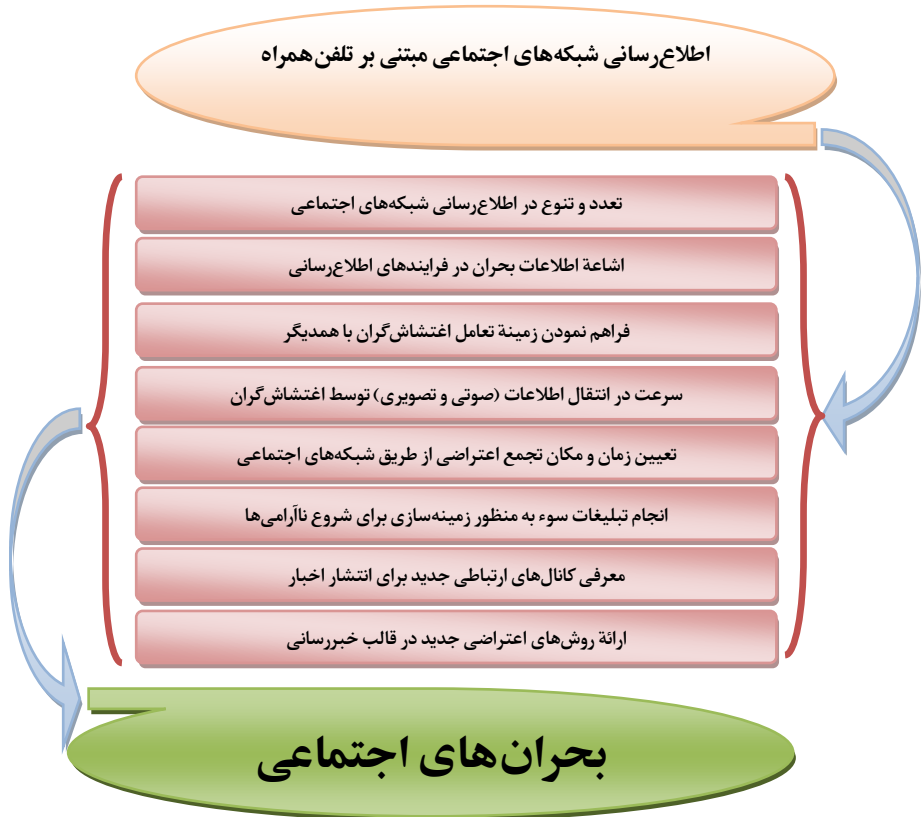 اطلاع‌رسانی شبکه‌های اجتماعی مبتنی بر تلفن همراه
تعدد و تنوع در اطلاع‌رسانی شبکه‌های اجتماعی
اشاعة اطلاعات بحران در فرایندهای اطلاع‌رسانی
فراهم نمودن زمینة تعامل اغتشاش‌گران با همدیگر
سرعت در انتقال اطلاعات (صوتی و تصویری) توسط اغتشاش‌گران
تعیین زمان و مکان تجمع اعتراضی از طریق شبکه‌های اجتماعی
انجام تبلیغات سوء به منظور زمینه‌سازی برای شروع ناآرامی‌ها
معرفی کانال‌های ارتباطی جدید برای انتشار اخبار
ارائة روش‌های اعتراضی جدید در قالب خبررسانی
بحران‌های اجتماعی